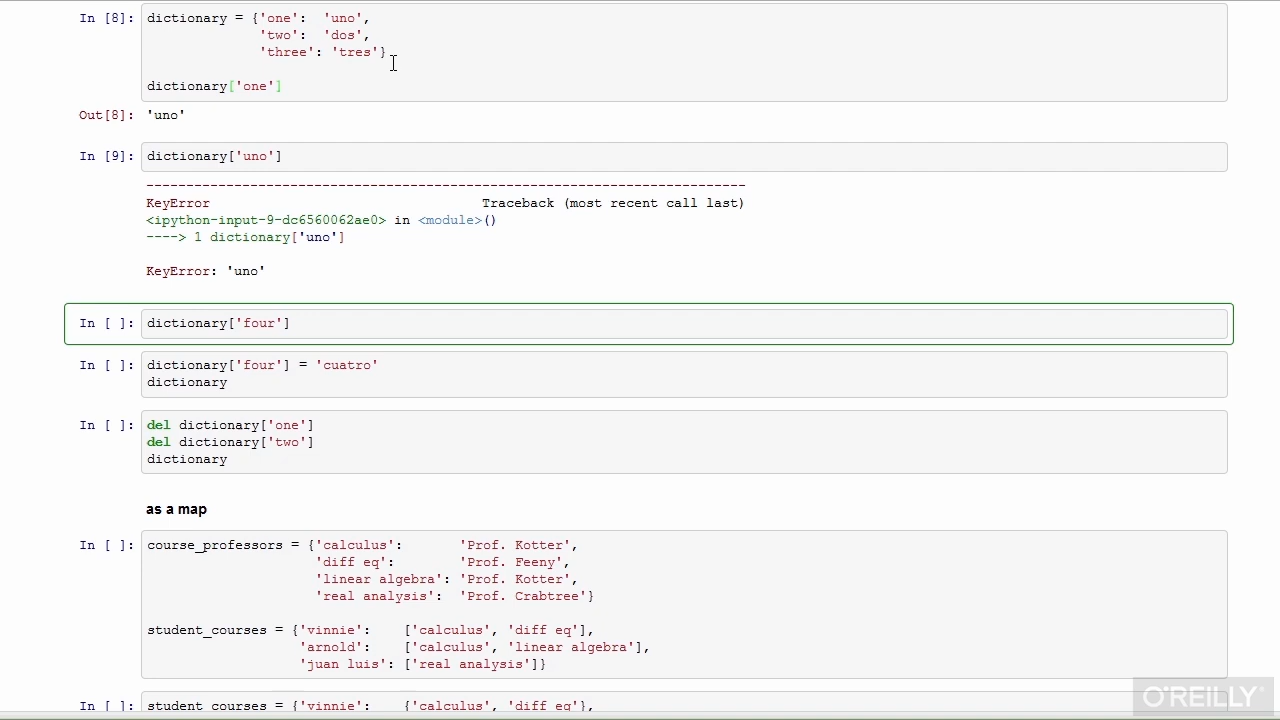 In [8]: dictionary = {'one':  'uno',
'two':  'dos',
'three': 'tres'}
dictionary['one']
Out[8]: 'uno'
In [9]: dictionary['uno']
---------------------------------------------------------------------------
KeyError                                  Traceback (most recent call last)
<ipython-input-9-dc6560062ae0> in <module>()
----> 1 dictionary['uno']
KeyError: 'uno'
In [ ]: dictionary['four']
In [ ]: dictionary['four'] = 'cuatro'
dictionary
In [ ]: del dictionary['one']
del dictionary['two']
dictionary
as a map
In [ ]: course_professors = {'calculus':       'Prof. Kotter',
'diff eq':        'Prof. Feeny',
'linear algebra': 'Prof. Kotter',
'real analysis':  'Prof. Crabtree'}
student_courses = {'vinnie':    ['calculus', 'diff eq'],
'arnold':    ['calculus', 'linear algebra'],
'juan luis': ['real analysis']}
In [ ]: student_courses = {'vinnie':    {'calculus', 'diff eq'},
O'REILLY